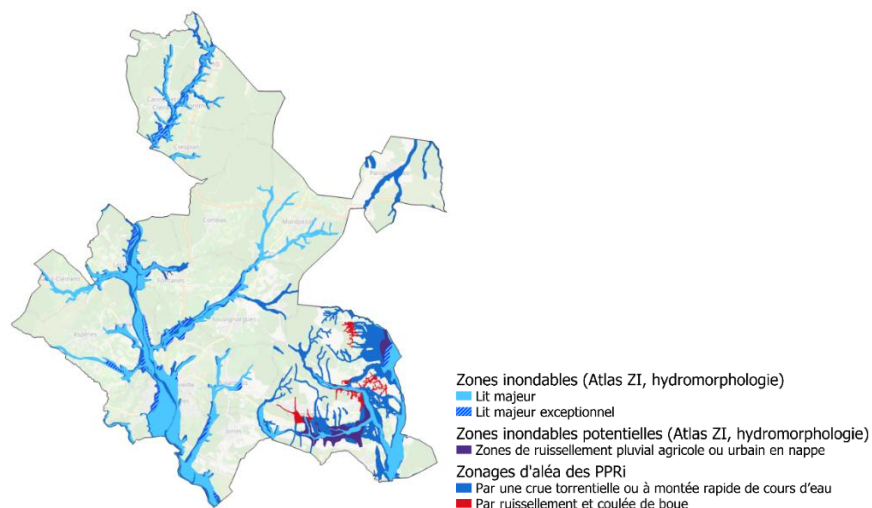 Combas
Zones inondables (Atlas ZI, hydromorphologie)
Lit majeur
Lit majeur exceptionnel
Zones inondables potentielles (Atlas ZI, hydromorphologie)
Zones de ruissellement pluvial agricole ou urbain en nappe
Zonages d'aléa des PPRi
Par une crue torrentielle ou à montée rapide de cours d’eau
Par ruissellement et coulée de boue